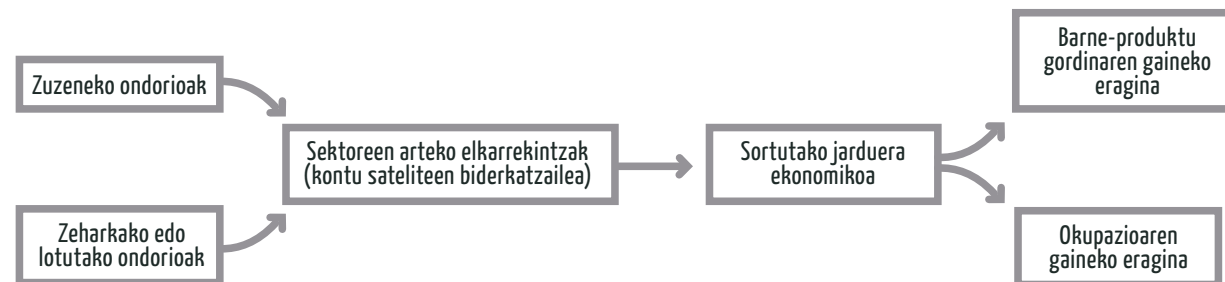 Zuzeneko ondorioak
Zeharkako edo
lotutako ondorioak
Sektoreen arteko elkarrekintzak
(kontu sateliteen biderkatzailea)
Sortutako jarduera
ekonomikoa
Barne-produktu
gordinaren gaineko
eragina
Okupazioaren
gaineko eragina